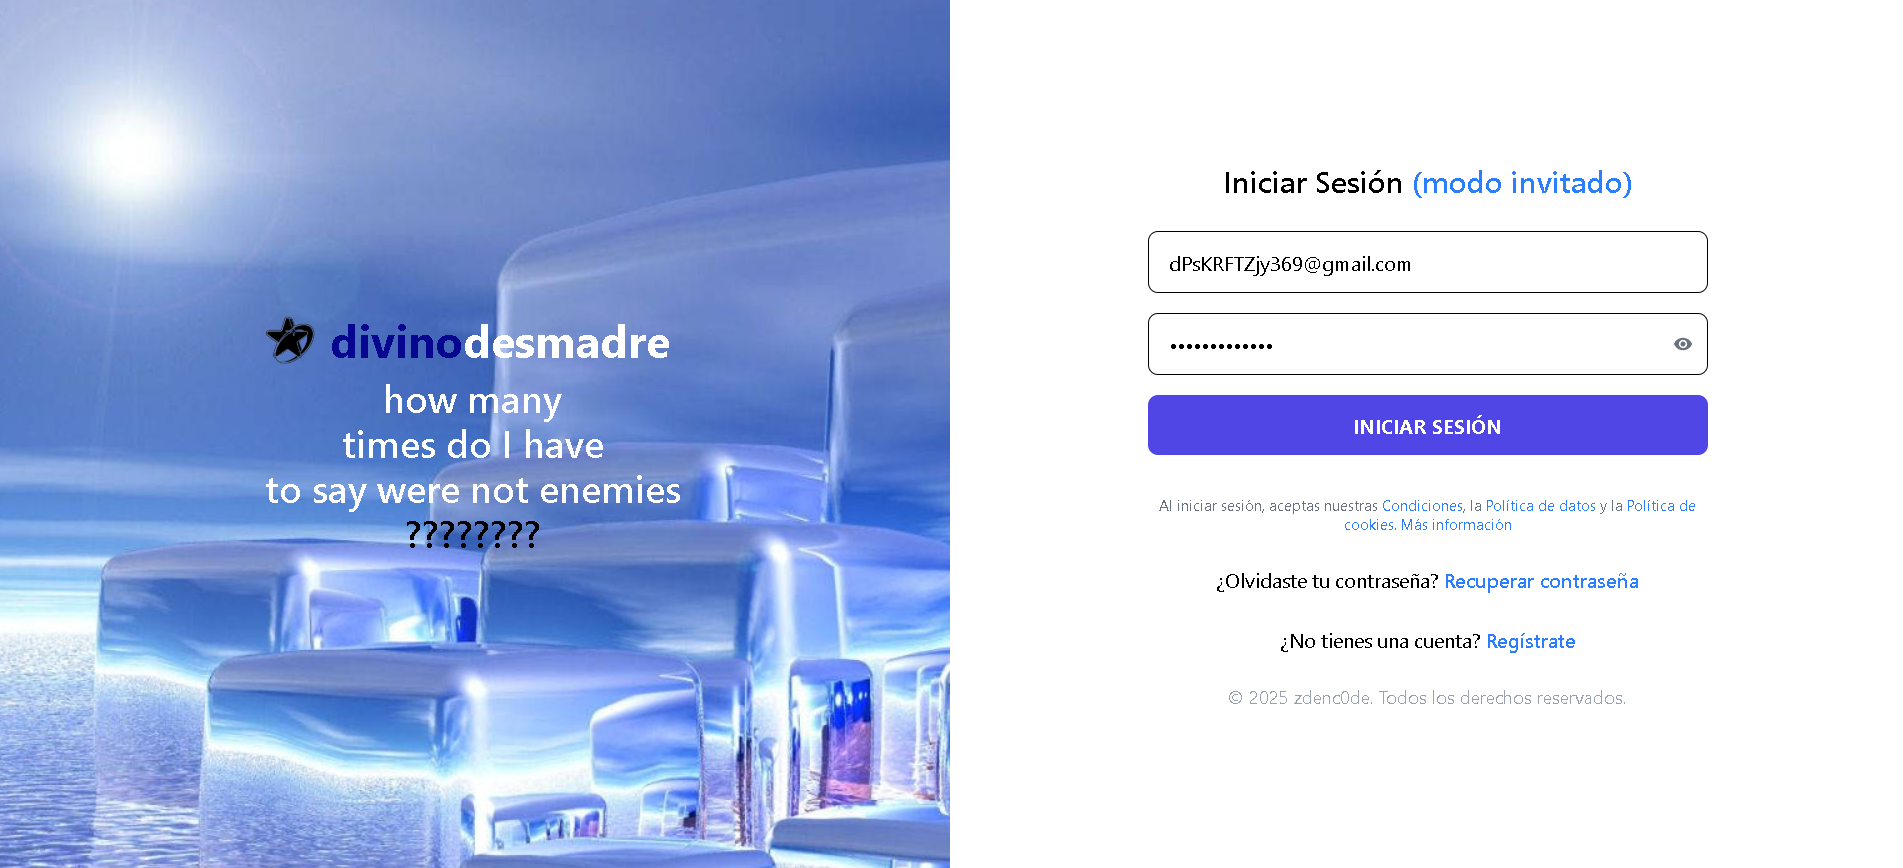 divinodesmadre
how many
times do I have
to say were not enemies
????????
Iniciar Sesión (modo invitado)
dPsKRFTZjy369@gmail.com
•••••••••••••
INICIAR SESIÓN
Al iniciar sesión, aceptas nuestras Condiciones, la Política de datos y la Política de
cookies. Más información
¿Olvidaste tu contraseña? Recuperar contraseña
¿No tienes una cuenta? Regístrate
© 2025 zdenc0de. Todos los derechos reservados.